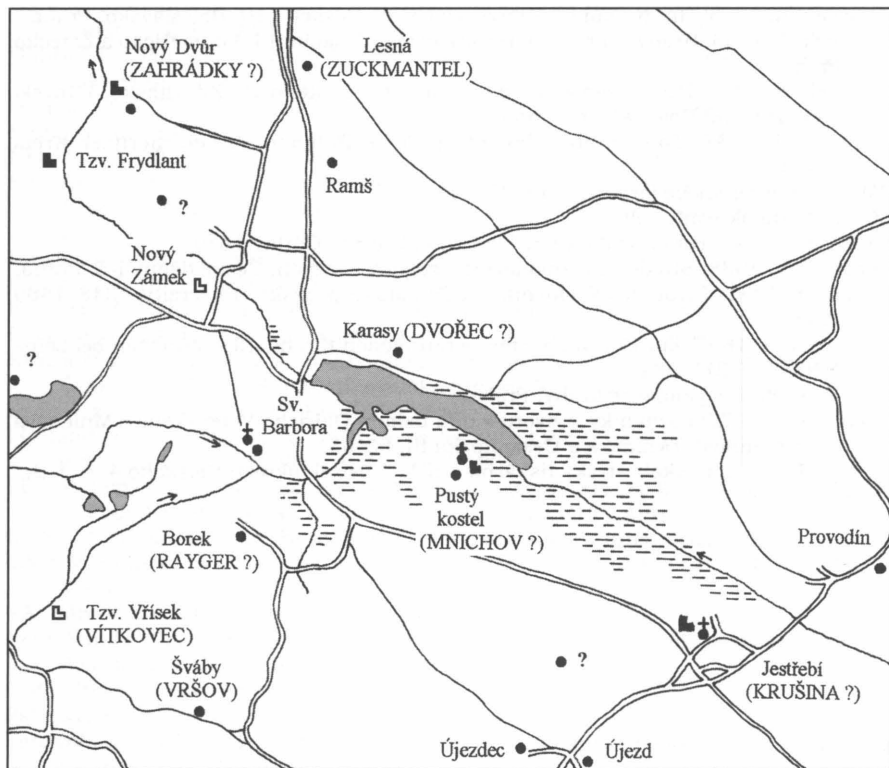 Nový Dvůr
(ZAHRÁDKY ?)
Lesná
(ZUCKMANTEL)
Tzv. Frydlant
Ramš
?
Nový
Zámek
Karasy (DVOŘEC ?)
?
Sv.
Barbora
Pustý
kostel
(MNICHOV ?)
Borek
(RAYGER ?)
Provodín
Tzv. Vřísek
(VÍTKOVEC)
?
Šváby
(VRŠOV)
Jestřebí
(KRUŠINA ?)
Újezdec
Újezd